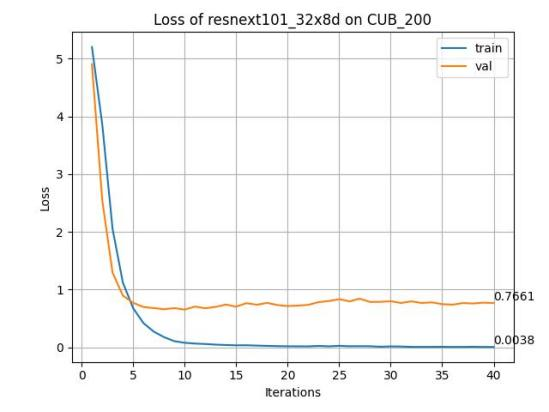 Loss of resnext101_32x8d on CUB_200
train
val
5
4
3
2
1
0
Loss
0.7661
0.0038
0 5 10 15 20 25 30 35 40
Iterations